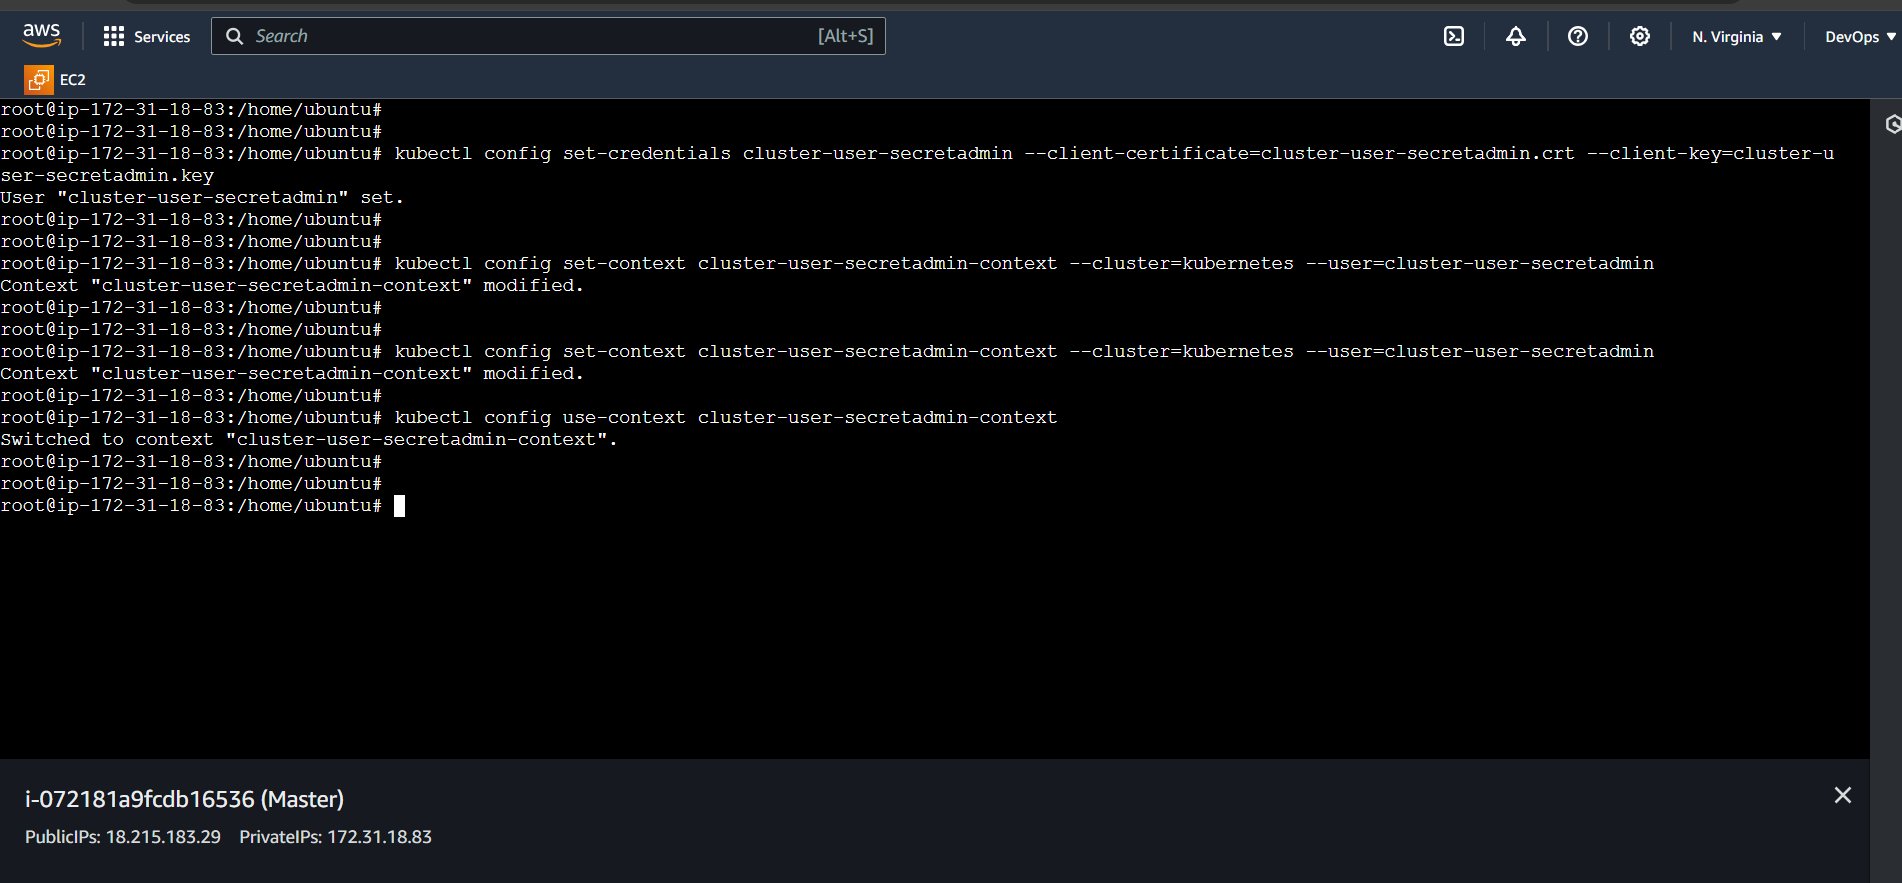 aws
Services
Search [Alt+S]
N. Virginia
DevOps
EC2
root@ip-172-31-18-83:/home/ubuntu#
root@ip-172-31-18-83:/home/ubuntu#
root@ip-172-31-18-83:/home/ubuntu# kubectl config set-credentials cluster-user-secretadmin --client-certificate=cluster-user-secretadmin.crt --client-key=cluster-u
ser-secretadmin.key
User "cluster-user-secretadmin" set.
root@ip-172-31-18-83:/home/ubuntu#
root@ip-172-31-18-83:/home/ubuntu#
root@ip-172-31-18-83:/home/ubuntu# kubectl config set-context cluster-user-secretadmin-context --cluster=kubernetes --user=cluster-user-secretadmin
Context "cluster-user-secretadmin-context" modified.
root@ip-172-31-18-83:/home/ubuntu#
root@ip-172-31-18-83:/home/ubuntu#
root@ip-172-31-18-83:/home/ubuntu# kubectl config set-context cluster-user-secretadmin-context --cluster=kubernetes --user=cluster-user-secretadmin
Context "cluster-user-secretadmin-context" modified.
root@ip-172-31-18-83:/home/ubuntu#
root@ip-172-31-18-83:/home/ubuntu# kubectl config use-context cluster-user-secretadmin-context
Switched to context "cluster-user-secretadmin-context".
root@ip-172-31-18-83:/home/ubuntu#
root@ip-172-31-18-83:/home/ubuntu#
root@ip-172-31-18-83:/home/ubuntu#
i-072181a9fcdb16536 (Master)
PublicIPs: 18.215.183.29 PrivateIPs: 172.31.18.83